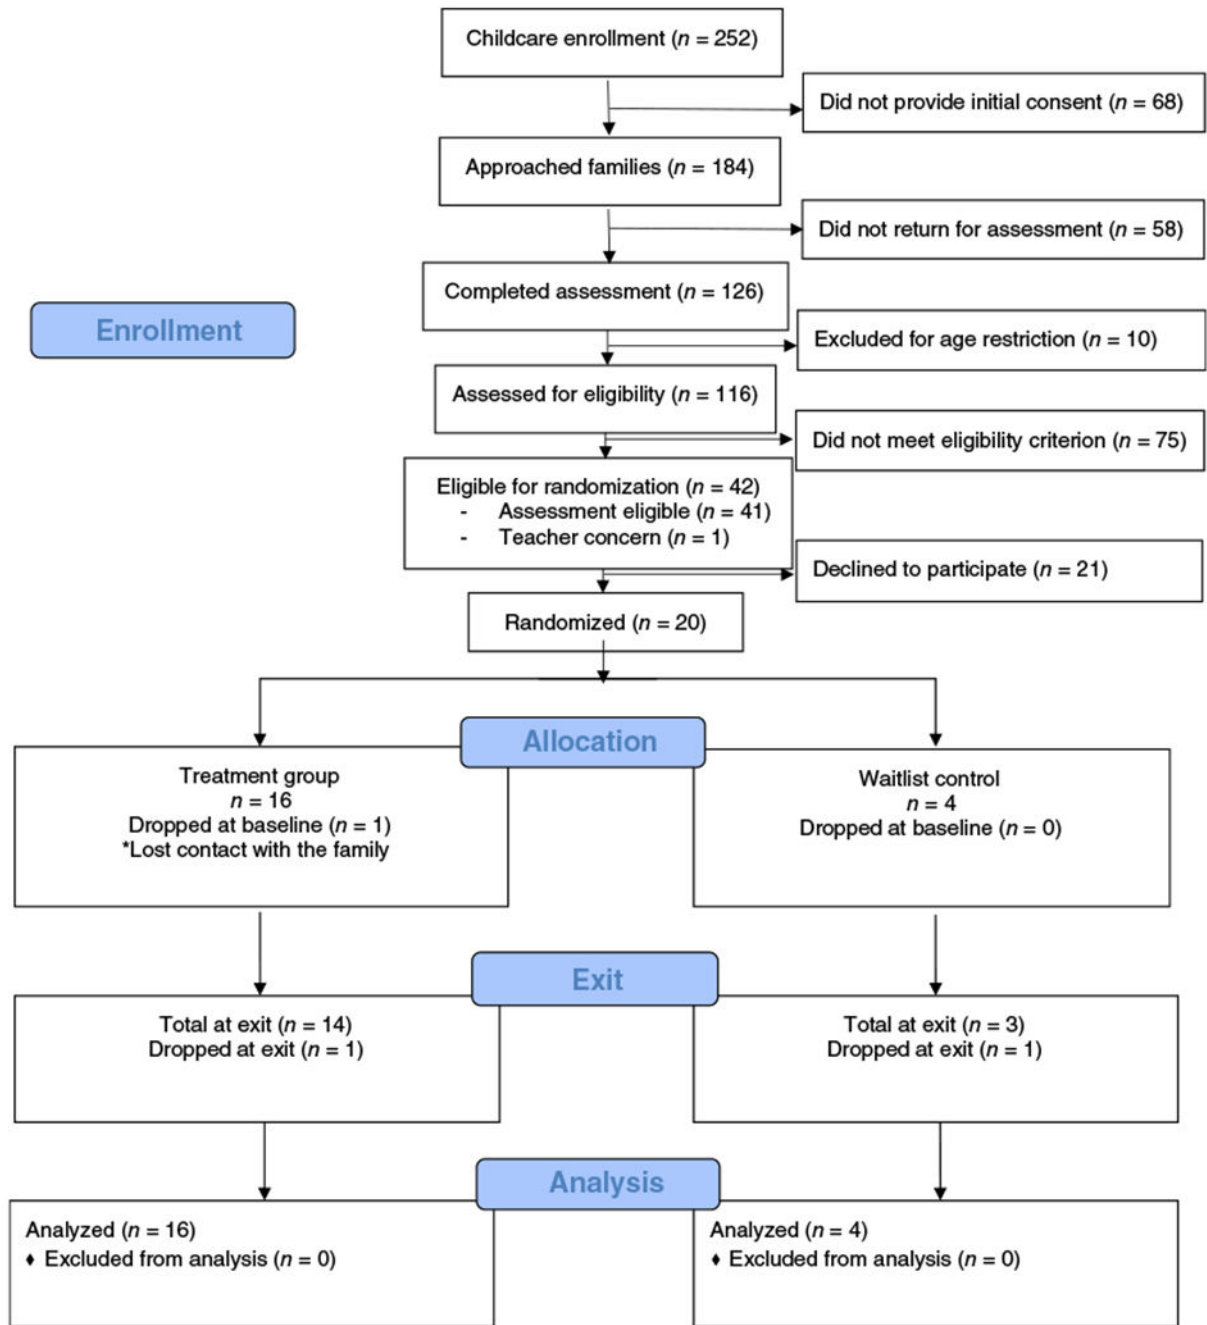 Childcare enrollment (n = 252)
Did not provide initial consent (n = 68)
Approached families (n = 184)
Did not return for assessment (n = 58)
Completed assessment (n = 126)
Enrollment
Excluded for age restriction (n = 10)
Assessed for eligibility (n = 116)
Did not meet eligibility criterion (n = 75)
Eligible for randomization (n = 42)
- Assessment eligible (n = 41)
- Teacher concern (n = 1)
Declined to participate (n = 21)
Randomized (n = 20)
Allocation
Treatment group
n = 16
Dropped at baseline (n = 1)
*Lost contact with the family
Waitlist control
n = 4
Dropped at baseline (n = 0)
Exit
Total at exit (n = 14)
Dropped at exit (n = 1)
Total at exit (n = 3)
Dropped at exit (n = 1)
Analysis
Analyzed (n = 16)
♦ Excluded from analysis (n = 0)
Analyzed (n = 4)
♦ Excluded from analysis (n = 0)